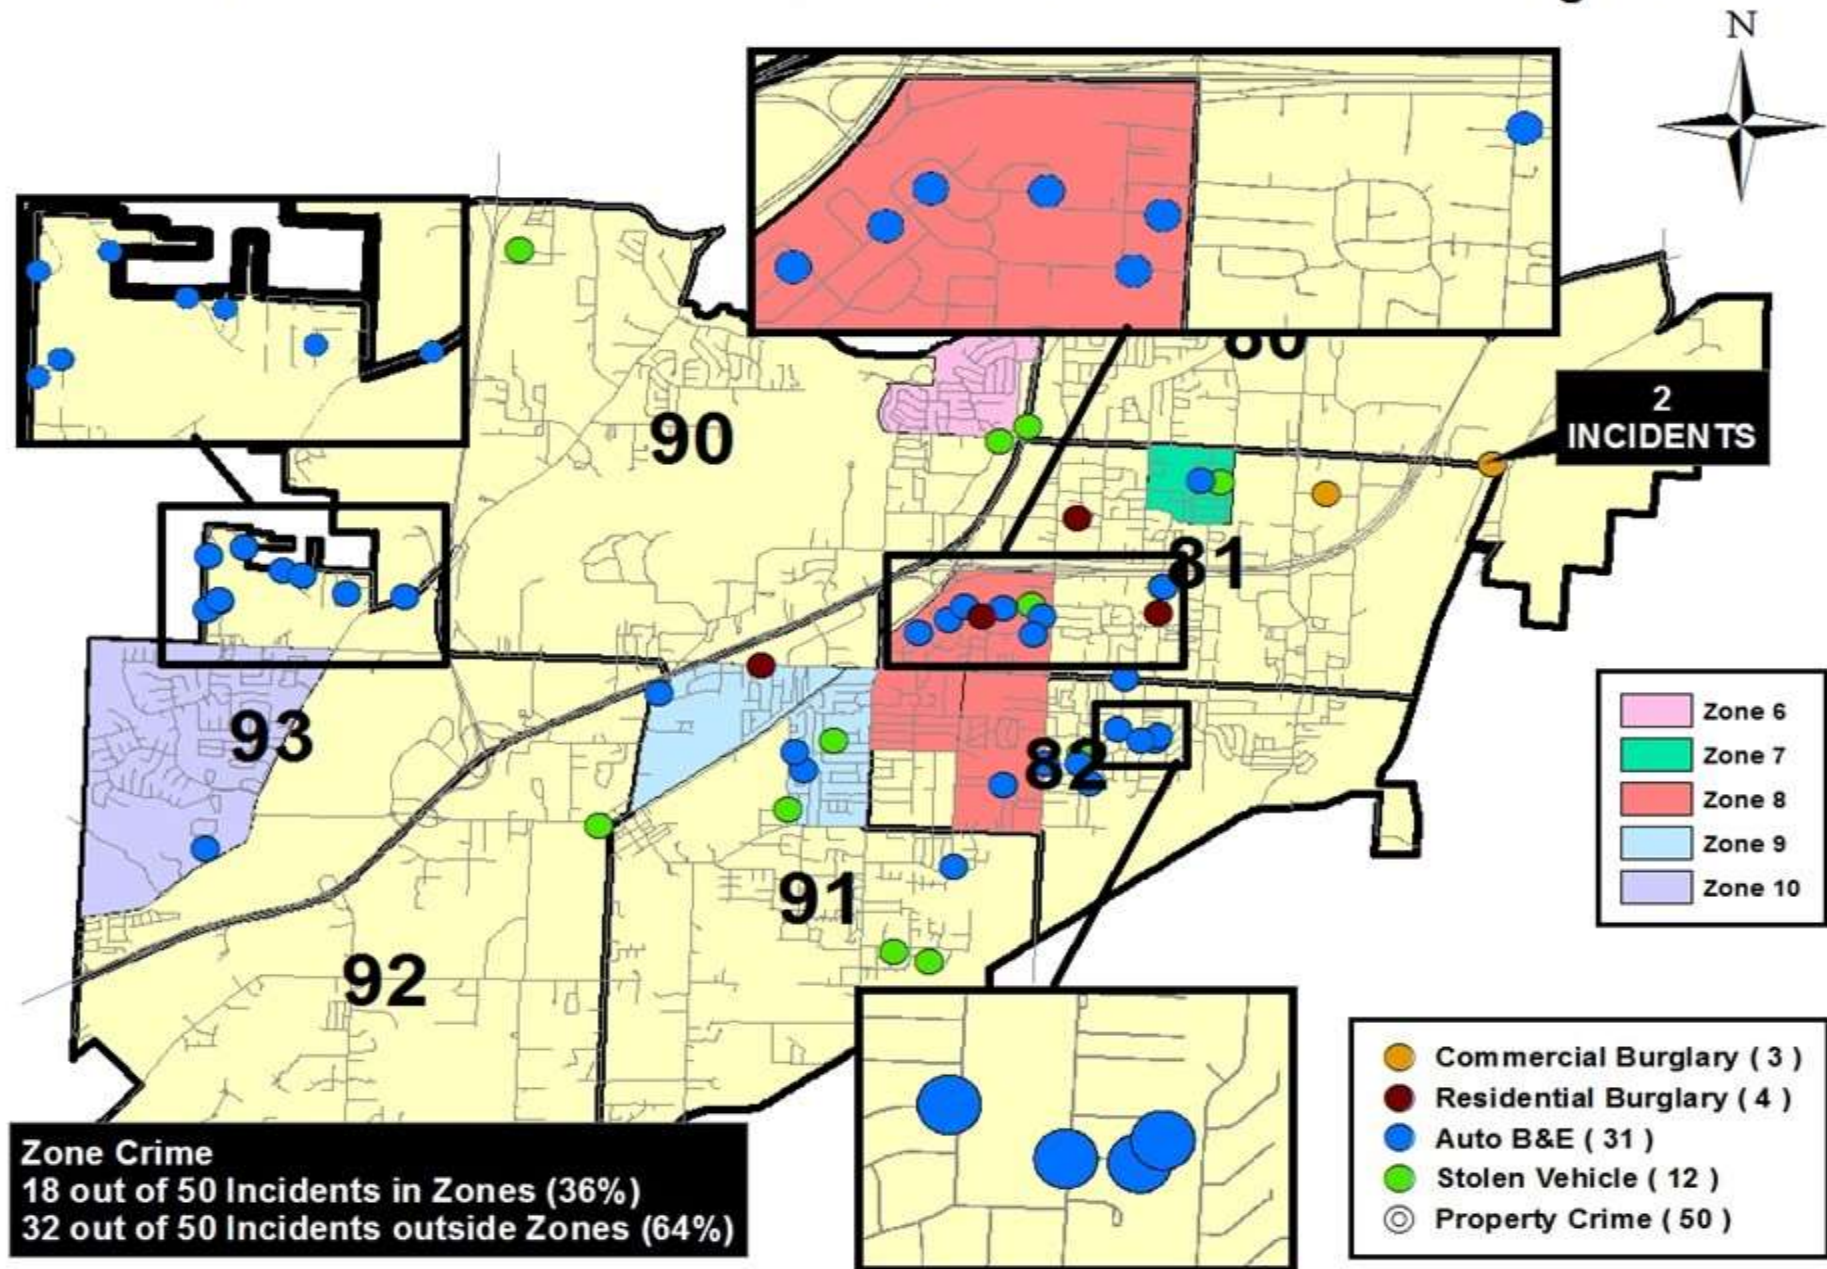 N
90
2
INCIDENTS
81
93
82
91
92
Zone 6
Zone 7
Zone 8
Zone 9
Zone 10
Commercial Burglary ( 3 )
Residential Burglary ( 4 )
Auto B&E ( 31 )
Stolen Vehicle ( 12 )
Property Crime ( 50 )
Zone Crime
18 out of 50 Incidents in Zones (36%)
32 out of 50 Incidents outside Zones (64%)